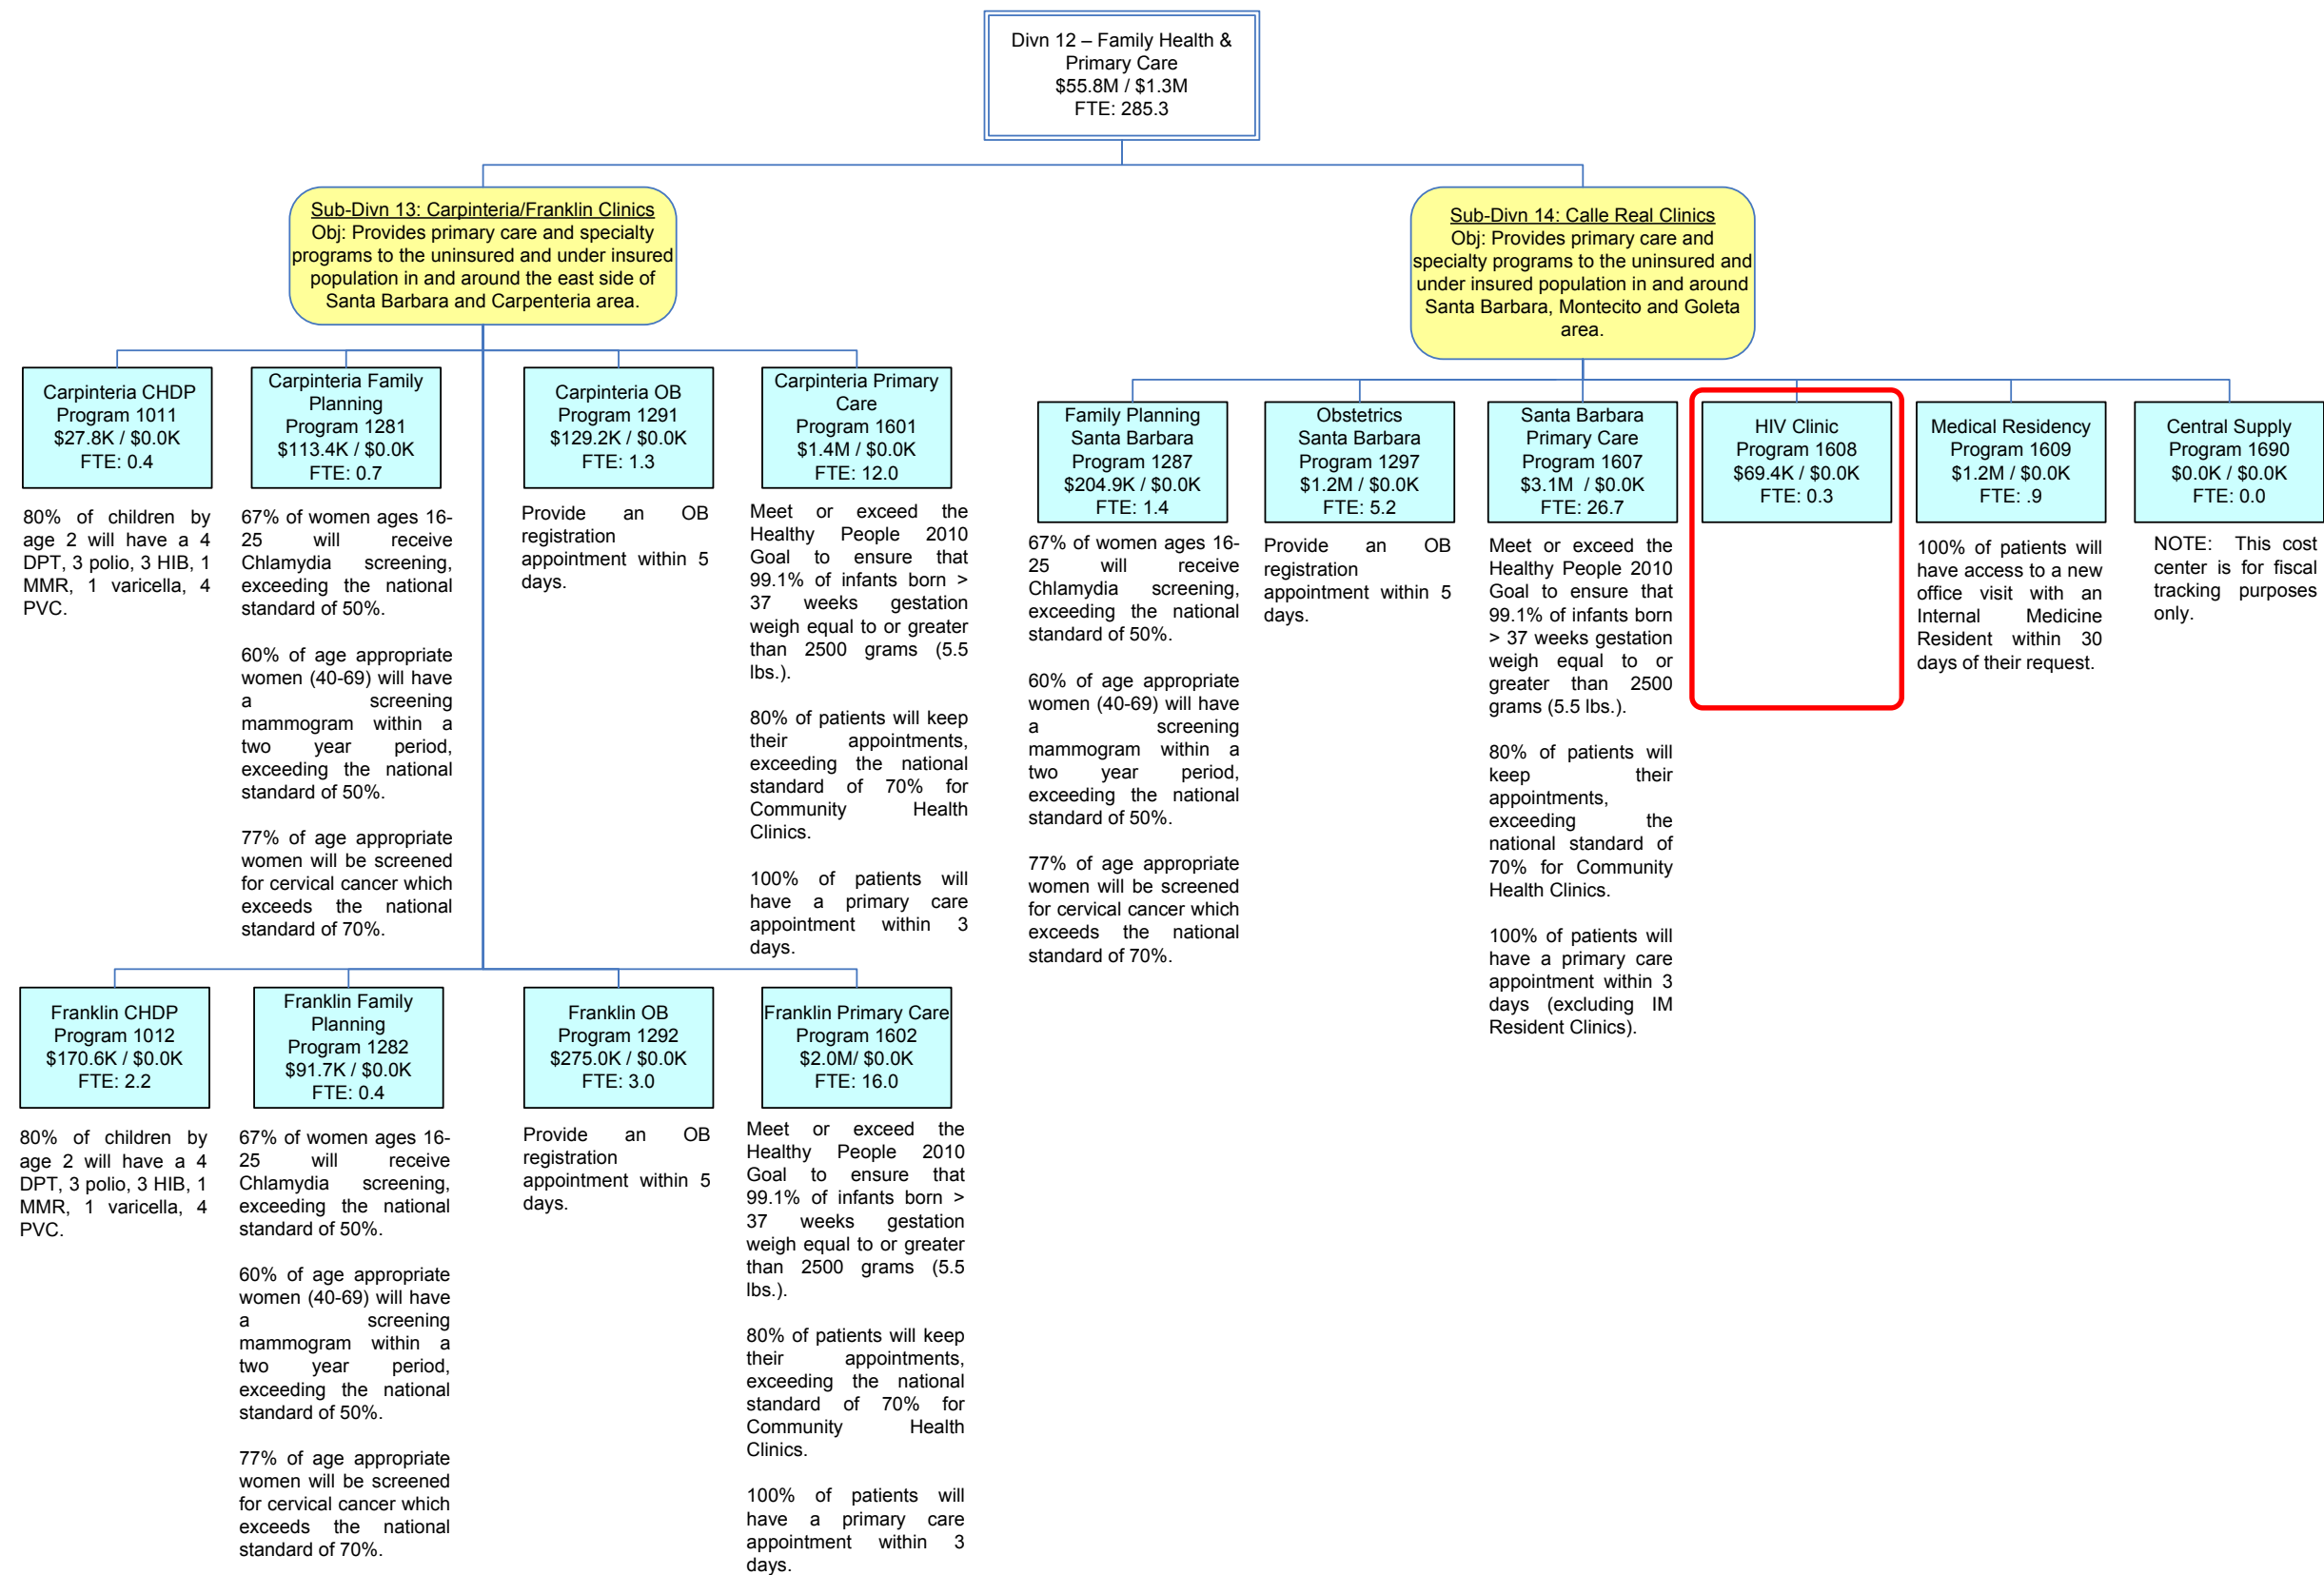 Divn 12 – Family Health &
Primary Care
$55.8M / $1.3M
FTE: 285.3
Sub-Divn 13: Carpinteria/Franklin Clinics
Obj: Provides primary care and specialty
programs to the uninsured and under insured
population in and around the east side of
Santa Barbara and Carpenteria area.
Sub-Divn 14: Calle Real Clinics
Obj: Provides primary care and
specialty programs to the uninsured and
under insured population in and around
Santa Barbara, Montecito and Goleta
area.
Carpinteria CHDP
Program 1011
$27.8K / $0.0K
FTE: 0.4
80% of children by
age 2 will have a 4
DPT, 3 polio, 3 HIB, 1
MMR, 1 varicella, 4
PVC.
Carpinteria Family
Planning
Program 1281
$113.4K / $0.0K
FTE: 0.7
67% of women ages 16-
25 will receive
Chlamydia screening,
exceeding the national
standard of 50%.
60% of age appropriate
women (40-69) will have
a screening
mammogram within a
two year period,
exceeding the national
standard of 50%.
77% of age appropriate
women will be screened
for cervical cancer which
exceeds the national
standard of 70%.
Carpinteria OB
Program 1291
$129.2K / $0.0K
FTE: 1.3
Provide an OB
registration
appointment within 5
days.
Carpinteria Primary
Care
Program 1601
$1.4M / $0.0K
FTE: 12.0
Meet or exceed the
Healthy People 2010
Goal to ensure that
99.1% of infants born >
37 weeks gestation
weigh equal to or greater
than 2500 grams (5.5
lbs.).
80% of patients will keep
their appointments,
exceeding the national
standard of 70% for
Community Health
Clinics.
100% of patients will
have a primary care
appointment within 3
days.
Family Planning
Santa Barbara
Program 1287
$204.9K / $0.0K
FTE: 1.4
67% of women ages 16-
25 will receive
Chlamydia screening,
exceeding the national
standard of 50%.
60% of age appropriate
women (40-69) will have
a screening
mammogram within a
two year period,
exceeding the national
standard of 50%.
77% of age appropriate
women will be screened
for cervical cancer which
exceeds the national
standard of 70%.
Obstetrics
Santa Barbara
Program 1297
$1.2M / $0.0K
FTE: 5.2
Provide an OB
registration
appointment within 5
days.
Santa Barbara
Primary Care
Program 1607
$3.1M / $0.0K
FTE: 26.7
Meet or exceed the
Healthy People 2010
Goal to ensure that
99.1% of infants born
> 37 weeks gestation
weigh equal to or
greater than 2500
grams (5.5 lbs.).
80% of patients will
keep their
appointments,
exceeding the
national standard of
70% for Community
Health Clinics.
100% of patients will
have a primary care
appointment within 3
days (excluding IM
Resident Clinics).
HIV Clinic
Program 1608
$69.4K / $0.0K
FTE: 0.3
Medical Residency
Program 1609
$1.2M / $0.0K
FTE: .9
100% of patients will
have access to a new
office visit with an
Internal Medicine
Resident within 30
days of their request.
Central Supply
Program 1690
$0.0K / $0.0K
FTE: 0.0
NOTE: This cost
center is for fiscal
tracking purposes
only.
Franklin CHDP
Program 1012
$170.6K / $0.0K
FTE: 2.2
80% of children by
age 2 will have a 4
DPT, 3 polio, 3 HIB, 1
MMR, 1 varicella, 4
PVC.
Franklin Family
Planning
Program 1282
$91.7K / $0.0K
FTE: 0.4
67% of women ages 16-
25 will receive
Chlamydia screening,
exceeding the national
standard of 50%.
60% of age appropriate
women (40-69) will have
a screening
mammogram within a
two year period,
exceeding the national
standard of 50%.
77% of age appropriate
women will be screened
for cervical cancer which
exceeds the national
standard of 70%.
Franklin OB
Program 1292
$275.0K / $0.0K
FTE: 3.0
Provide an OB
registration
appointment within 5
days.
Franklin Primary Care
Program 1602
$2.0M/ $0.0K
FTE: 16.0
Meet or exceed the
Healthy People 2010
Goal to ensure that
99.1% of infants born >
37 weeks gestation
weigh equal to or greater
than 2500 grams (5.5
lbs.).
80% of patients will keep
their appointments,
exceeding the national
standard of 70% for
Community Health
Clinics.
100% of patients will
have a primary care
appointment within 3
days.